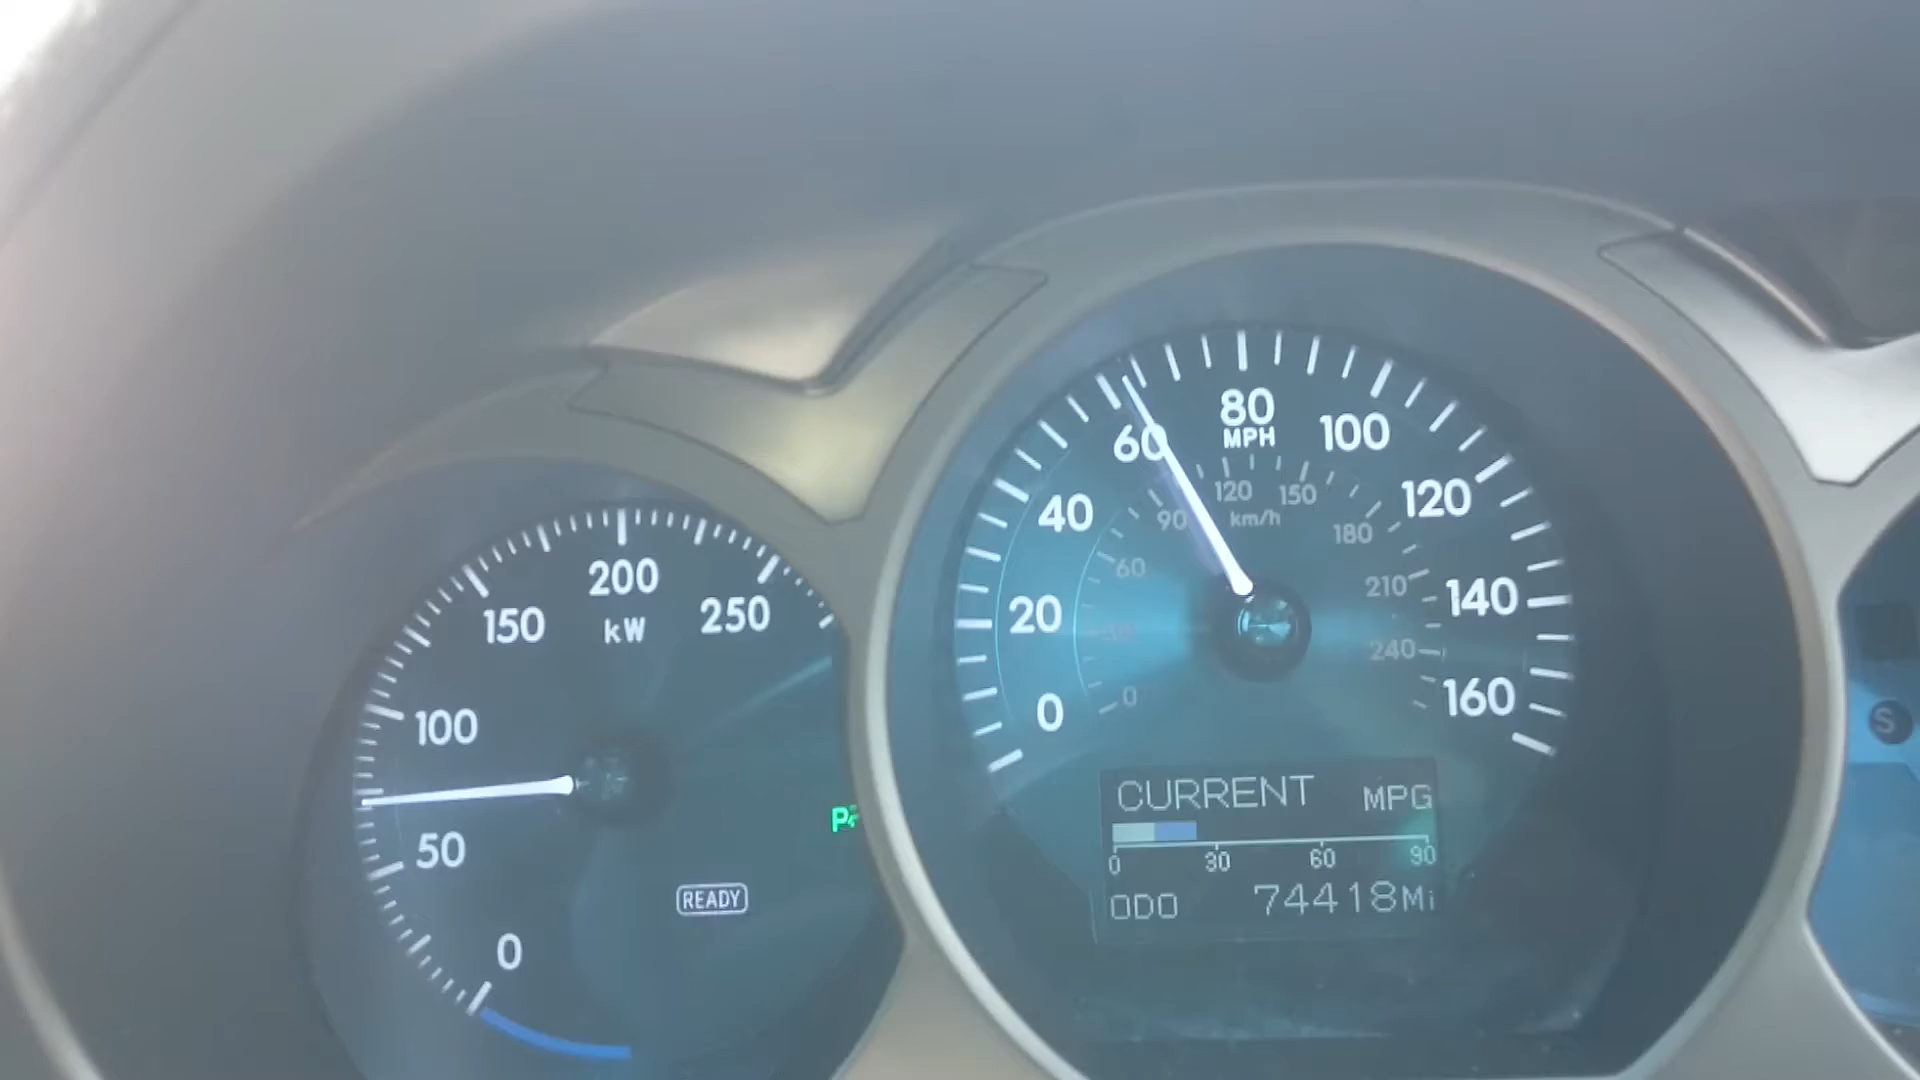 200
kW
150
250
100
50
0
READY
P
80
MPH
60
100
40
120
20
140
0
160
120
150
km/h
90
180
60
210
240
0
CURRENT MPG
0 30 60 90
ODO 74418Mi
S